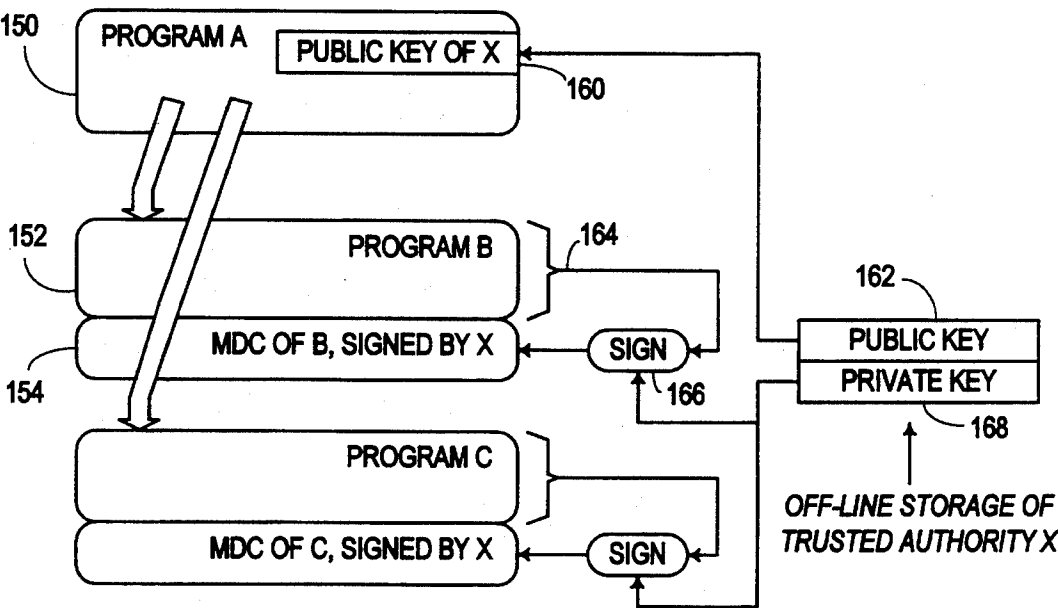 150
PROGRAM A
PUBLIC KEY OF X
160
152
PROGRAM B
164
162
MDC OF B, SIGNED BY X
SIGN
PUBLIC KEY
154
166
PRIVATE KEY
168
PROGRAM C
OFF-LINE STORAGE OF
TRUSTED AUTHORITY X
MDC OF C, SIGNED BY X
SIGN